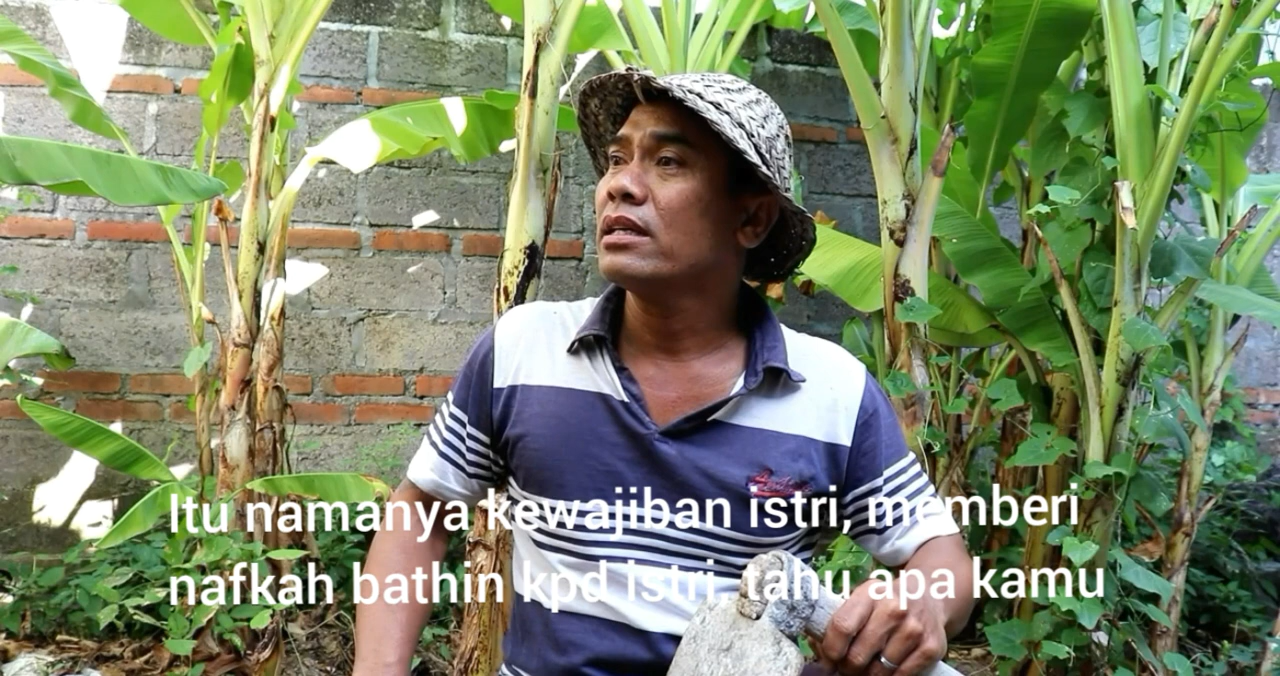 Itu namanya kewajiban istri, memberi
nafkah bathin kpd istri, tahu apa kamu